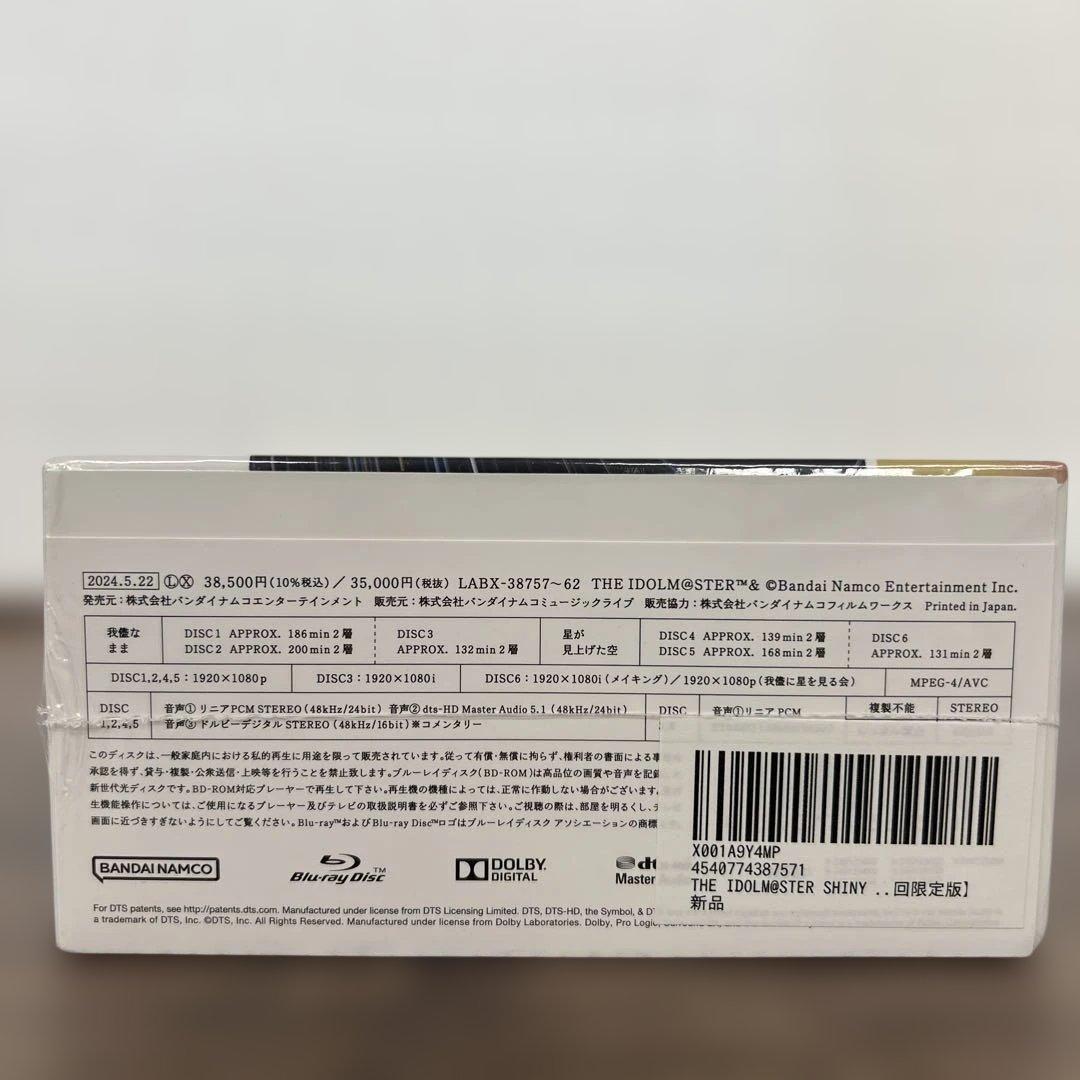 2024.5.22 ⓁⓍ 38,500円(10%税込)/ 35,000円(税抜) LABX-38757~62 THE IDOLM@STER™& ©Bandai Namco Entertainment Inc.
発売元:株式会社バンダイナムコエンターテインメント 販売元:株式会社バンダイナムコミュージックライブ 販売協力:株式会社バンダイナムコフィルムワークス Printed in Japan.
我儘な
まま
DISC1 APPROX. 186min 2層
DISC2 APPROX. 200min 2層
DISC3
APPROX. 132min 2層
星が
見上げた空
DISC4 APPROX. 139min 2層
DISC5 APPROX. 168min 2層
DISC6
APPROX. 131min 2層
DISC1,2,4,5:1920×1080p
DISC3:1920×1080i
DISC6:1920×1080i(メイキング)/1920×1080p(我儘に星を見る会)
MPEG-4/AVC
DISC
1,2,4,5
音声① リニアPCM STEREO(48kHz/24bit) 音声② dts-HD Master Audio 5.1(48kHz/24bit)
音声③ ドルビーデジタル STEREO(48kHz/16bit)※コメンタリー
DISC
音声①リニアPCM
複製不能
STEREO
このディスクは、一般家庭内における私的再生に用途を限って販売されています。従って有償・無償に拘らず、権利者の書面による事
承認を得ず、貸与・複製・公衆送信・上映等を行うことを禁止致します。ブルーレイディスク(BD-ROM)は高品位の画質や音声を記録
新世代光ディスクです。BD-ROM対応プレーヤーで再生して下さい。再生機の機種によっては、正常に作動しない場合がございます。
生機能操作については、ご使用になるプレーヤー及びテレビの取扱説明書を必ずご参照下さい。ご視聴の際は、部屋を明るくし、テ
画面に近づきすぎないようにしてご覧ください。Blu-ray™およびBlu-ray Disc™ロゴはブルーレイディスク アソシエーションの商標
BANDAI NAMCO
Blu-ray Disc™
DOLBY
DIGITAL
dts
Master
For DTS patents, see http://patents.dts.com. Manufactured under license from DTS Licensing Limited. DTS, DTS-HD, the Symbol, &
a trademark of DTS, Inc. ©DTS, Inc. All Rights Reserved. Manufactured under license from Dolby Laboratories. Dolby, Pro Logic,
X001A9Y4MP
4540774387571
THE IDOLM@STER SHINY ..回限定版】
新品